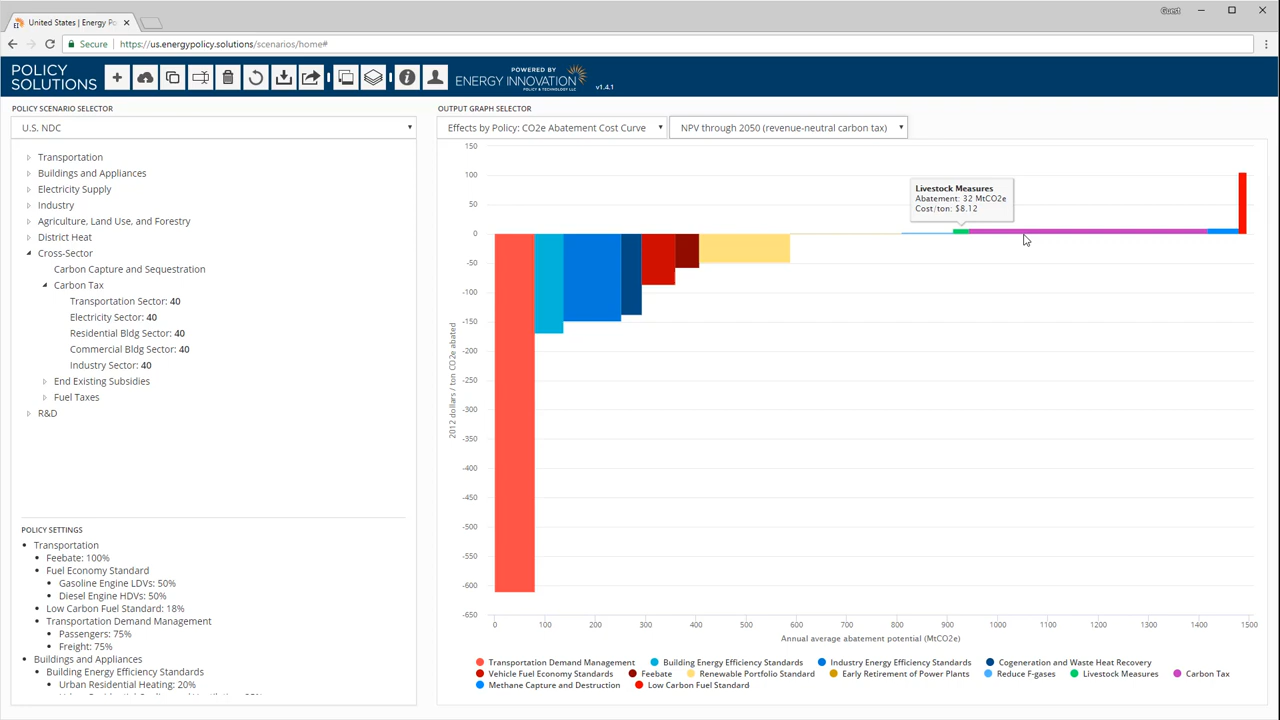 United States | Energy Po
Guest
Secure
https://us.energypolicy.solutions/scenarios/home#
POLICY
SOLUTIONS
POWERED BY
ENERGY INNOVATION
POLICY & TECHNOLOGY LLC
v1.4.1
POLICY SCENARIO SELECTOR
U.S. NDC
Transportation
Buildings and Appliances
Electricity Supply
Industry
Agriculture, Land Use, and Forestry
District Heat
Cross-Sector
Carbon Capture and Sequestration
Carbon Tax
Transportation Sector: 40
Electricity Sector: 40
Residential Bldg Sector: 40
Commercial Bldg Sector: 40
Industry Sector: 40
End Existing Subsidies
Fuel Taxes
R&D
POLICY SETTINGS
Transportation
Feebate: 100%
Fuel Economy Standard
Gasoline Engine LDVs: 50%
Diesel Engine HDVs: 50%
Low Carbon Fuel Standard: 18%
Transportation Demand Management
Passengers: 75%
Freight: 75%
Buildings and Appliances
Building Energy Efficiency Standards
Urban Residential Heating: 20%
OUTPUT GRAPH SELECTOR
Effects by Policy: CO2e Abatement Cost Curve
NPV through 2050 (revenue-neutral carbon tax)
150
100
50
0
-50
-100
-150
-200
-250
-300
-350
-400
-450
-500
-550
-600
-650
2012 dollars / ton CO2e abated
Livestock Measures
Abatement: 32 MtCO2e
Cost/ton: $8.12
0 100 200 300 400 500 600 700 800 900 1000 1100 1200 1300 1400 1500
Annual average abatement potential (MtCO2e)
Transportation Demand Management Building Energy Efficiency Standards Industry Energy Efficiency Standards Cogeneration and Waste Heat Recovery
Vehicle Fuel Economy Standards Feebate Renewable Portfolio Standard Early Retirement of Power Plants Reduce F-gases Livestock Measures Carbon Tax
Methane Capture and Destruction Low Carbon Fuel Standard